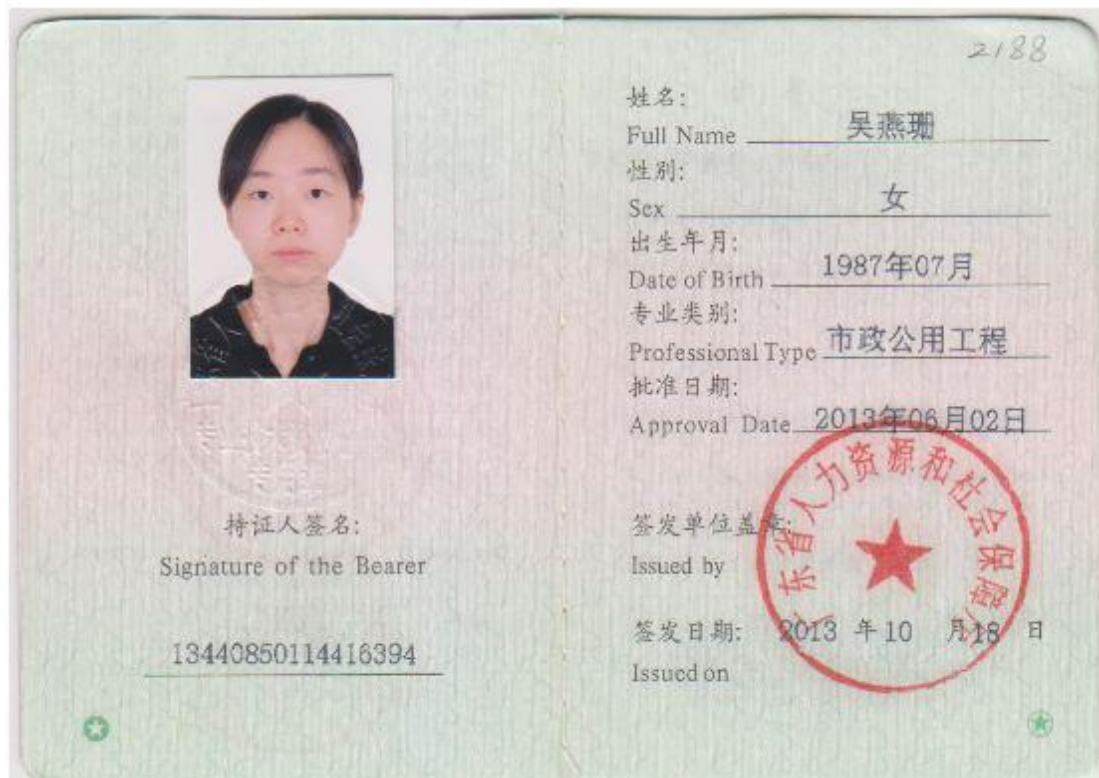 持证人签名:
Signature of the Bearer
13440850114416394
2188
姓名:
Full Name 吴燕珊
性别:
Sex 女
出生年月:
Date of Birth 1987年07月
专业类别:
Professional Type 市政公用工程
批准日期:
Approval Date 2013年06月02日
签发单位盖章:
Issued by
广东省人力资源和社会保障厅
签发日期: 2013 年 10 月 18 日
Issued on